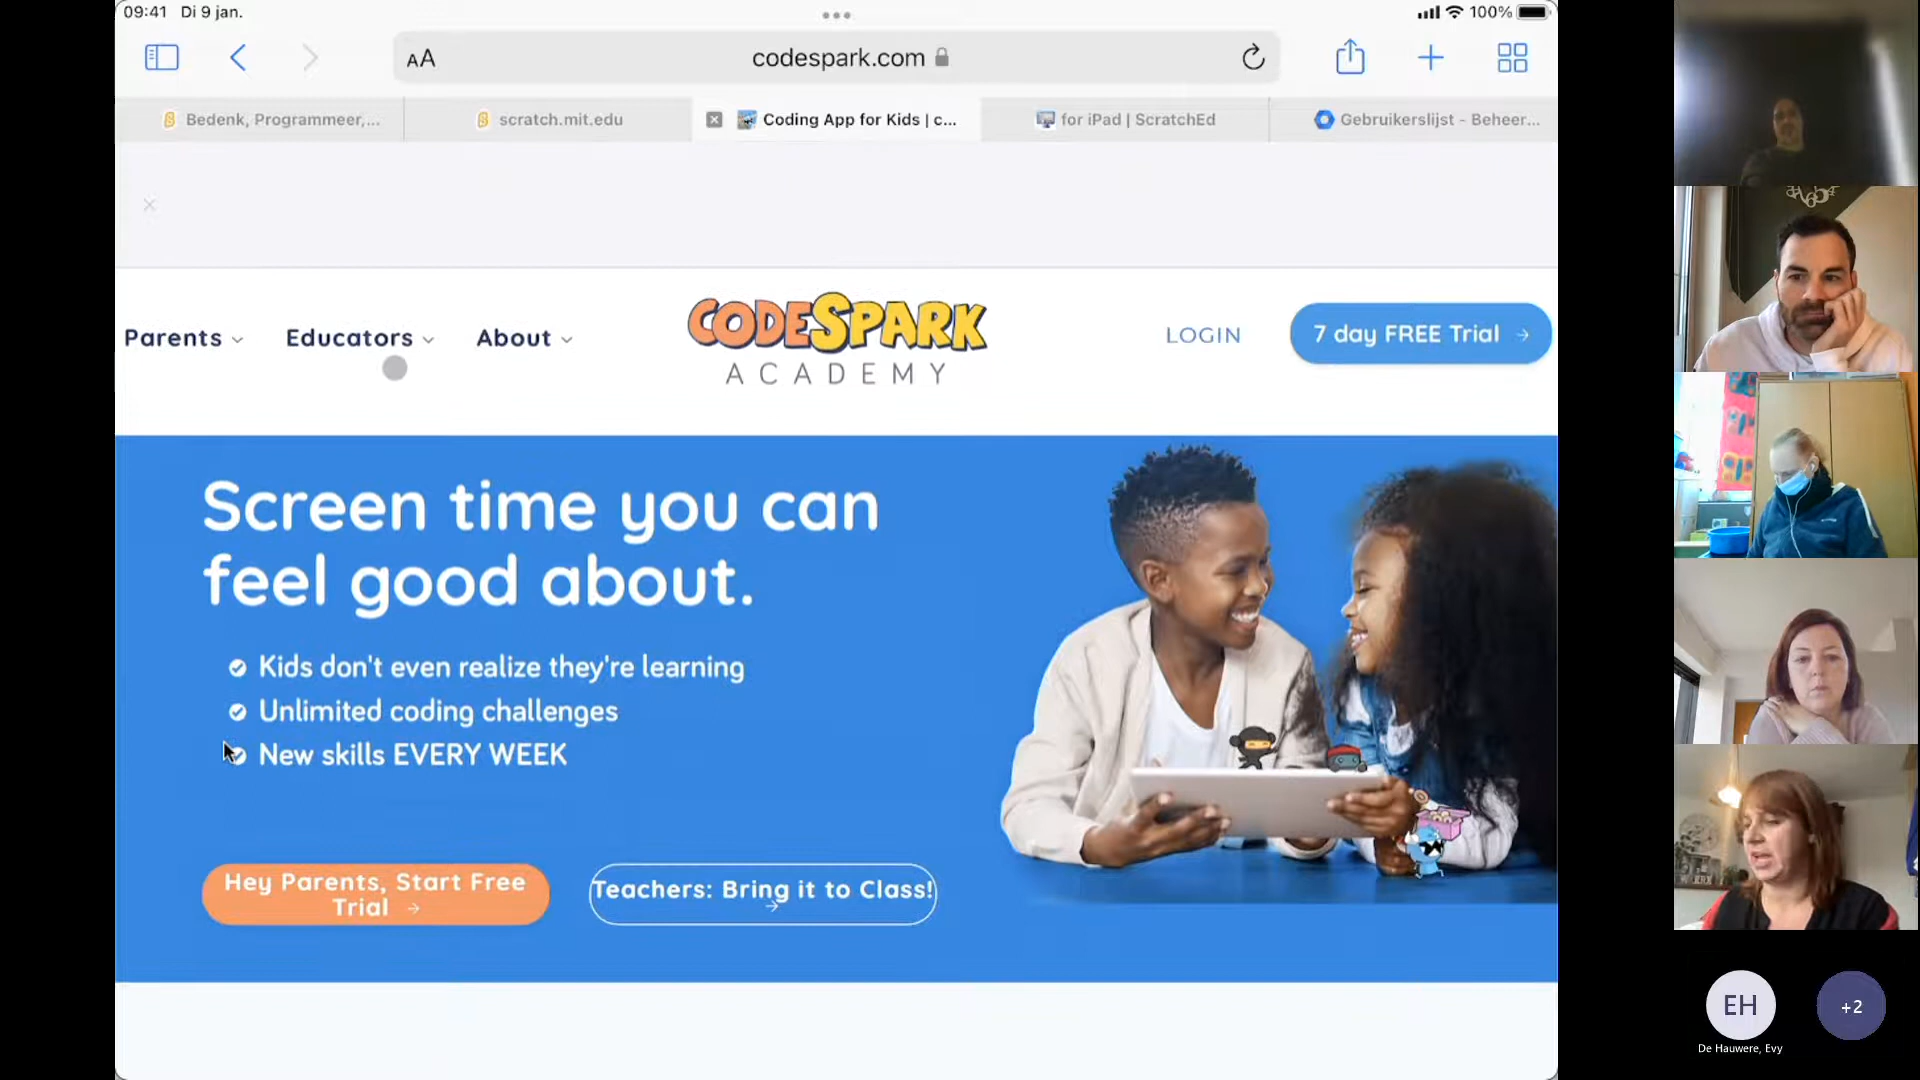 09:41 Di 9 jan.
100%
AA
codespark.com
Bedenk, Programmeer,...
scratch.mit.edu
Coding App for Kids | c...
for iPad | ScratchEd
Gebruikerslijst - Beheer...
Parents
Educators
About
CODESPARK
ACADEMY
LOGIN
7 day FREE Trial →
Screen time you can
feel good about.
Kids don't even realize they're learning
Unlimited coding challenges
New skills EVERY WEEK
Hey Parents, Start Free
Trial →
Teachers: Bring it to Class!
→
EH
+2
De Hauwere, Evy